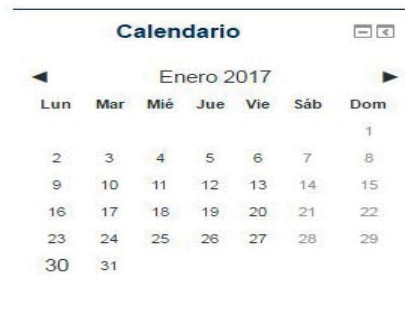 Calendario
Enero 2017
Lun Mar Mié Jue Vie Sáb Dom
1
2 3 4 5 6 7 8
9 10 11 12 13 14 15
16 17 18 19 20 21 22
23 24 25 26 27 28 29
30 31